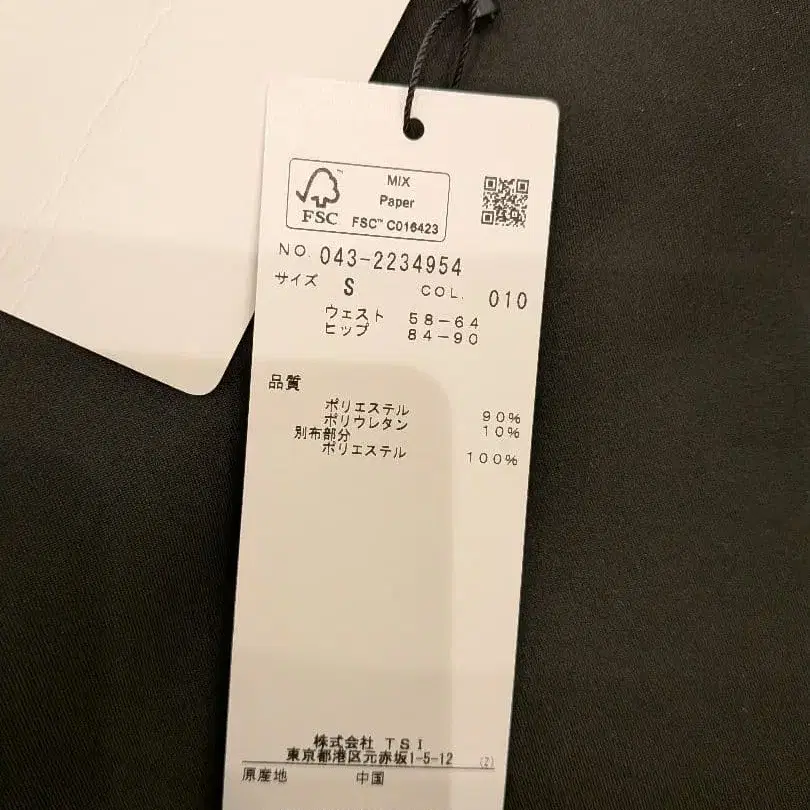 FSC
MIX
Paper
FSC™ C016423
NO. 043-2234954
サイズ S COL. 010
ウェスト 58-64
ヒップ 84-90
品質
ポリエステル 90%
ポリウレタン 10%
別布部分
ポリエステル 100%
株式会社 TSI
東京都港区元赤坂1-5-12 (2)
原産地 中国